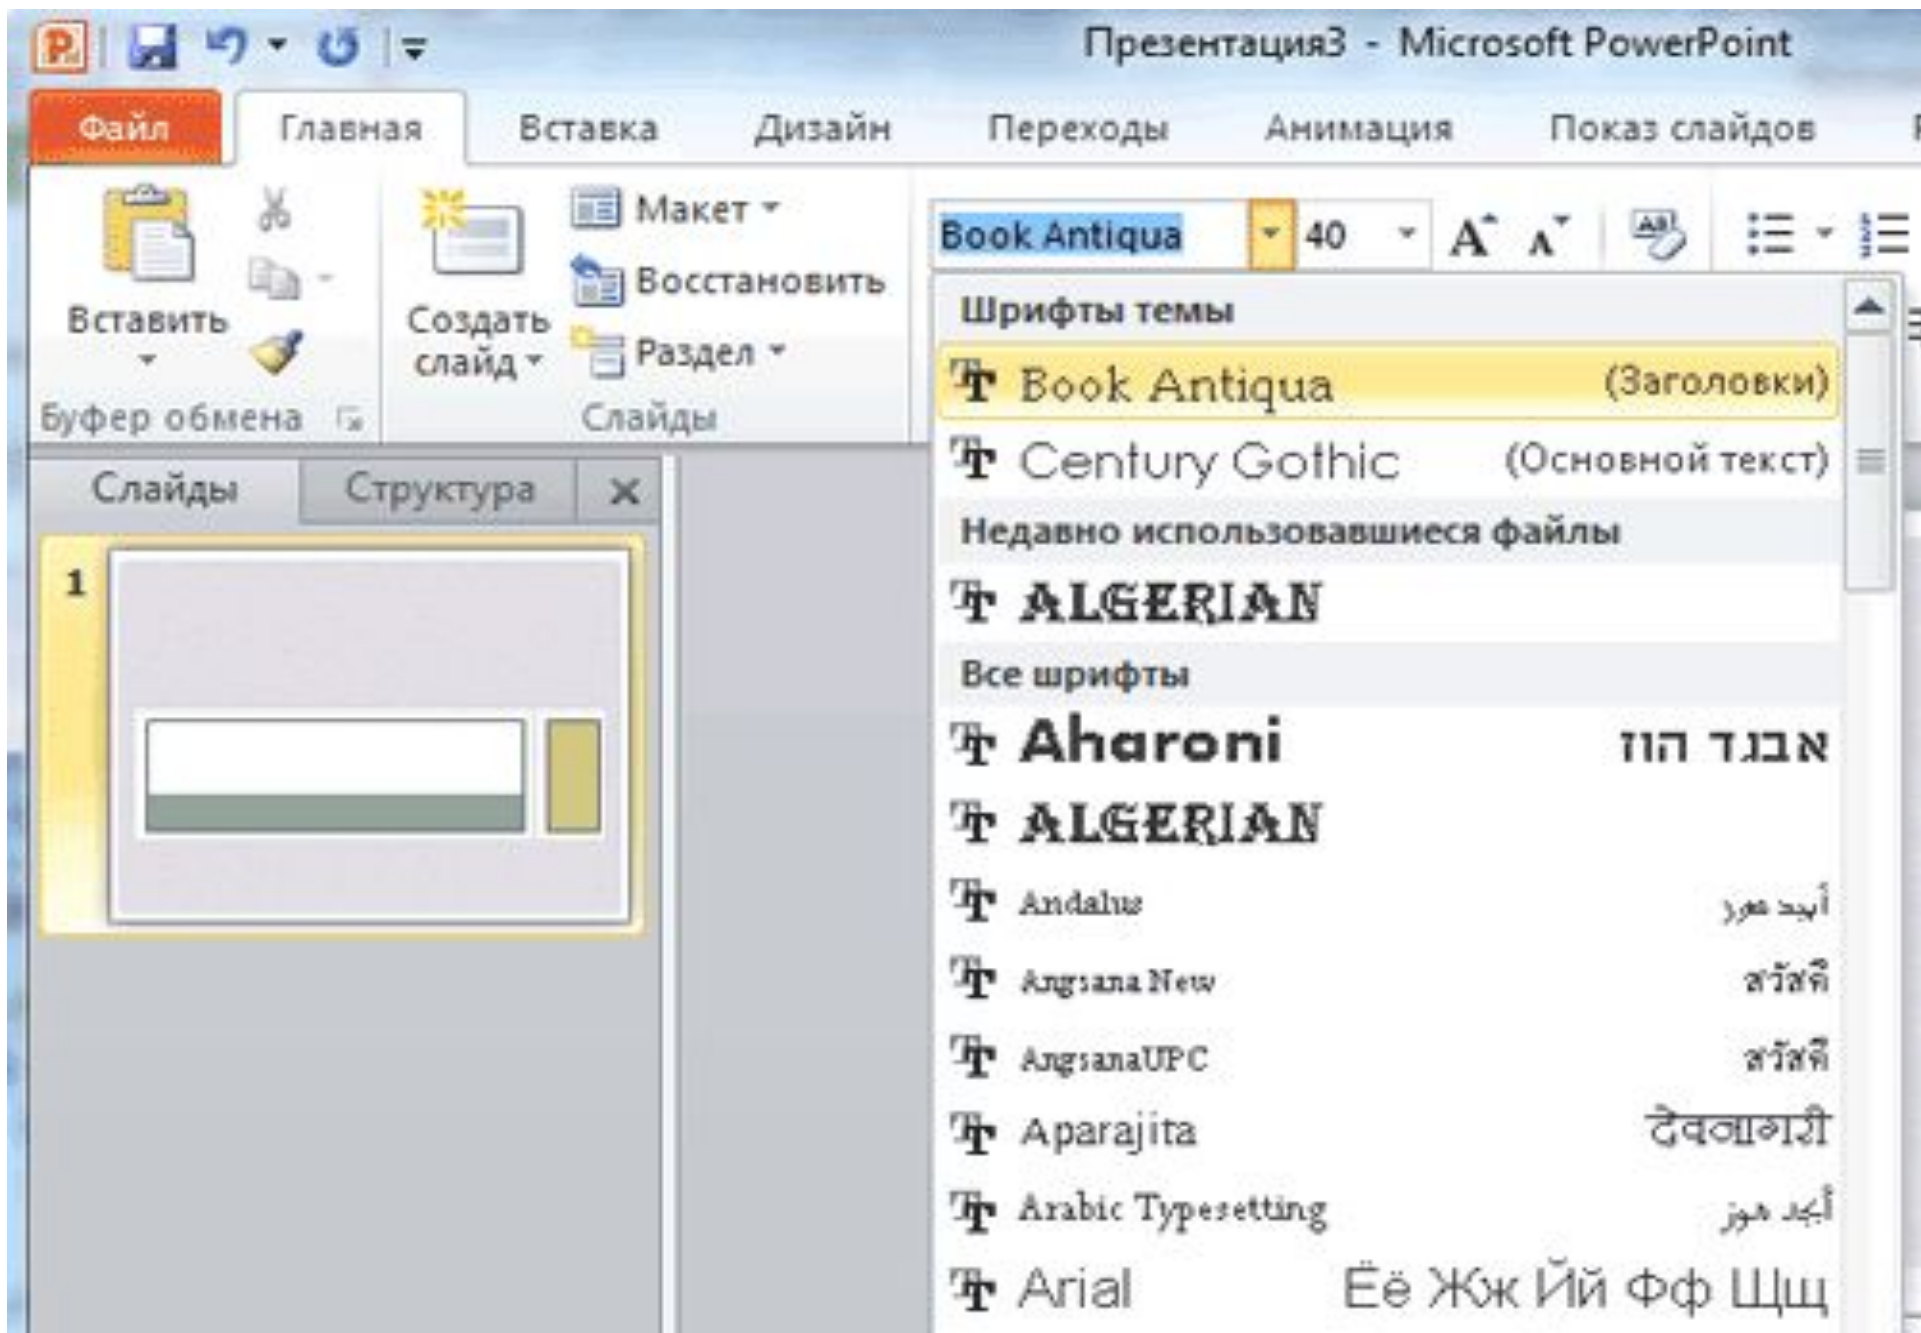 Презентация3 - Microsoft PowerPoint
Файл Главная Вставка Дизайн Переходы Анимация Показ слайдов
Вставить
Буфер обмена
Создать слайд
Макет
Восстановить
Раздел
Слайды
Book Antiqua 40
Шрифты темы
Book Antiqua (Заголовки)
Century Gothic (Основной текст)
Недавно использовавшиеся файлы
ALGERIAN
Все шрифты
Aharoni אבגד הוז
ALGERIAN
Andalus أبجد هوز
Angsana New สวัสดี
AngsanaUPC สวัสดี
Aparajita देवनागरी
Arabic Typesetting أبجد هوز
Arial Ёё Жж Йй Фф Щщ
Слайды Структура
1